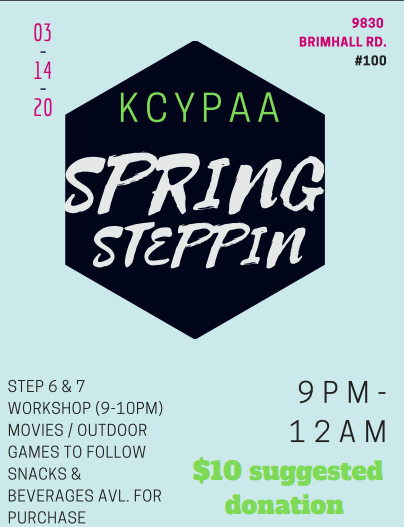 03
-
14
-
20
9830
BRIMHALL RD.
#100
KCYPAA
SPRING
STEPPIN
STEP 6 & 7
WORKSHOP (9-10PM)
MOVIES / OUTDOOR
GAMES TO FOLLOW
SNACKS &
BEVERAGES AVL. FOR
PURCHASE
9PM-
12AM
$10 suggested
donation